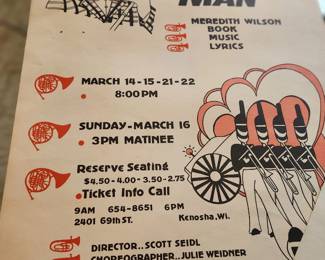 MAN
MEREDITH WILSON
BOOK
MUSIC
LYRICS
MARCH 14-15-21-22
8:00 PM
SUNDAY-MARCH 16
3PM MATINEE
Reserve Seating
$4.50-4.00-3.50-2.75
Ticket Info Call
9AM 654-8651 6PM
2401 69th ST. Kenosha, Wi.
DIRECTOR.. SCOTT SEIDL
CHOREOGRAPHER.. JULIE WEIDNER